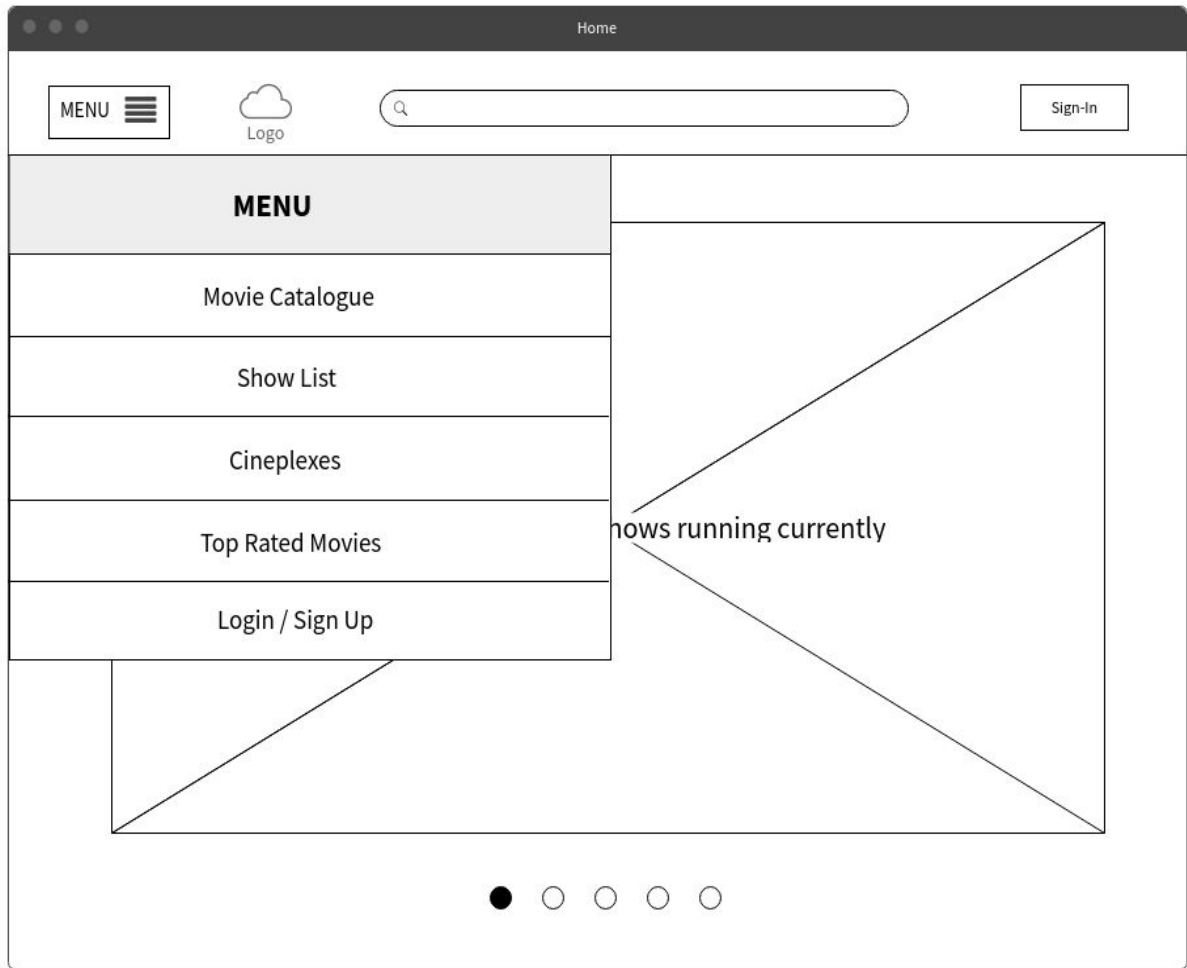 Home
MENU
Logo
Sign-In
MENU
Movie Catalogue
Show List
Cineplexes
hows running currently
Top Rated Movies
Login / Sign Up